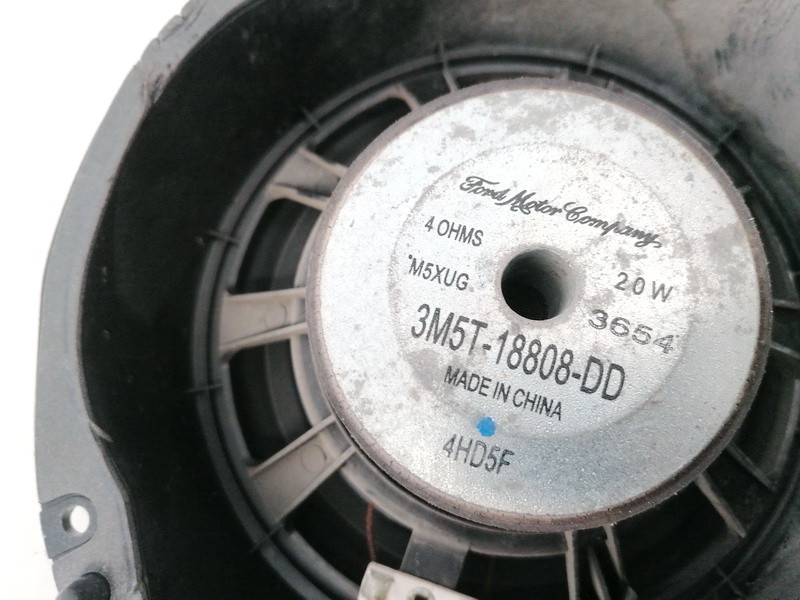 Ford Motor Company
4 OHMS
M5XUG
20 W
3654
3M5T-18808-DD
MADE IN CHINA
4HD5F